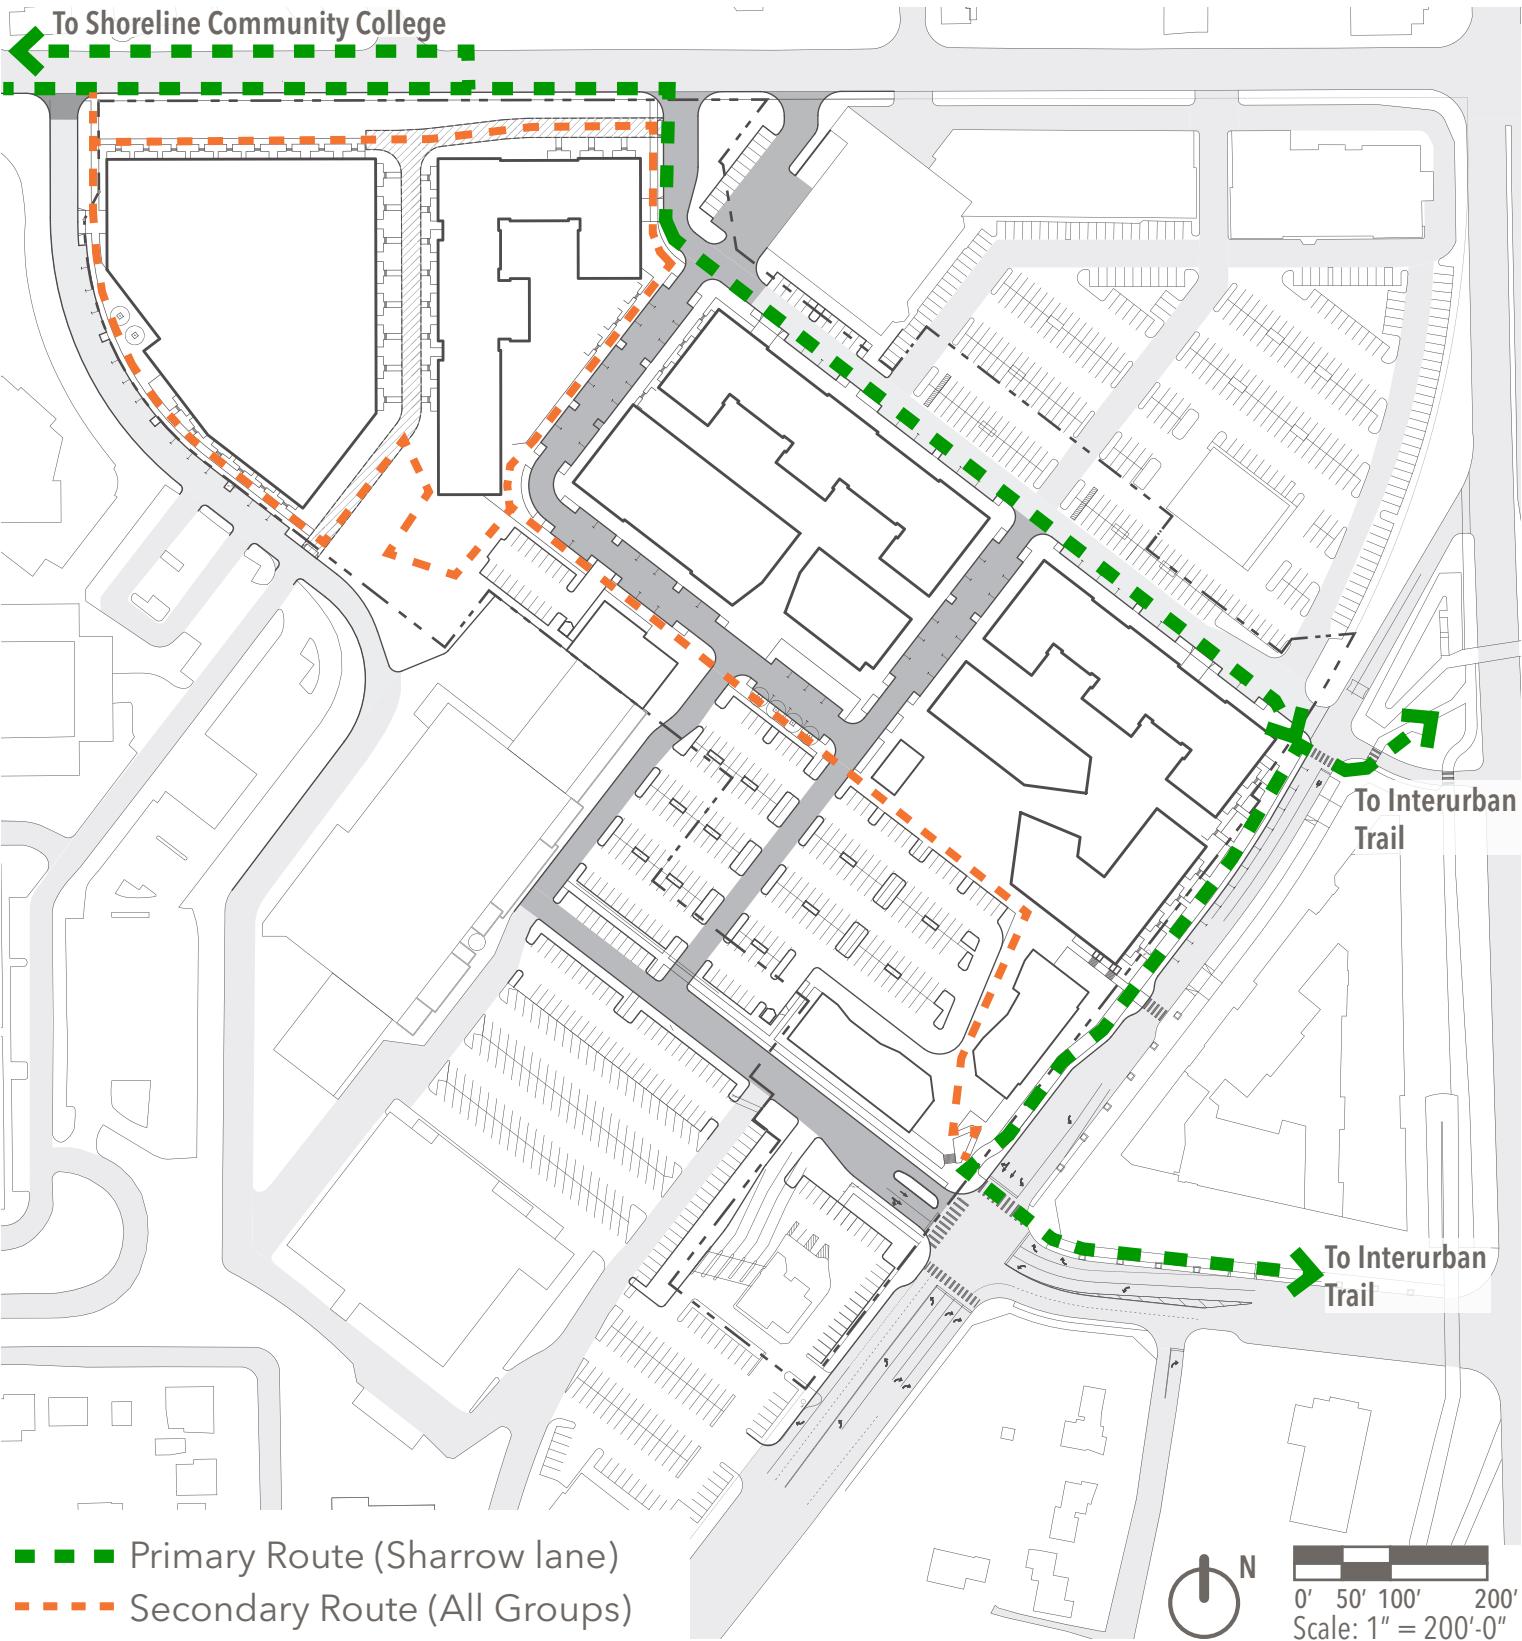 To Shoreline Community College
To Interurban
Trail
To Interurban
Trail
Primary Route (Sharrow lane)
Secondary Route (All Groups)
N
0' 50' 100' 200'
Scale: 1" = 200'-0"